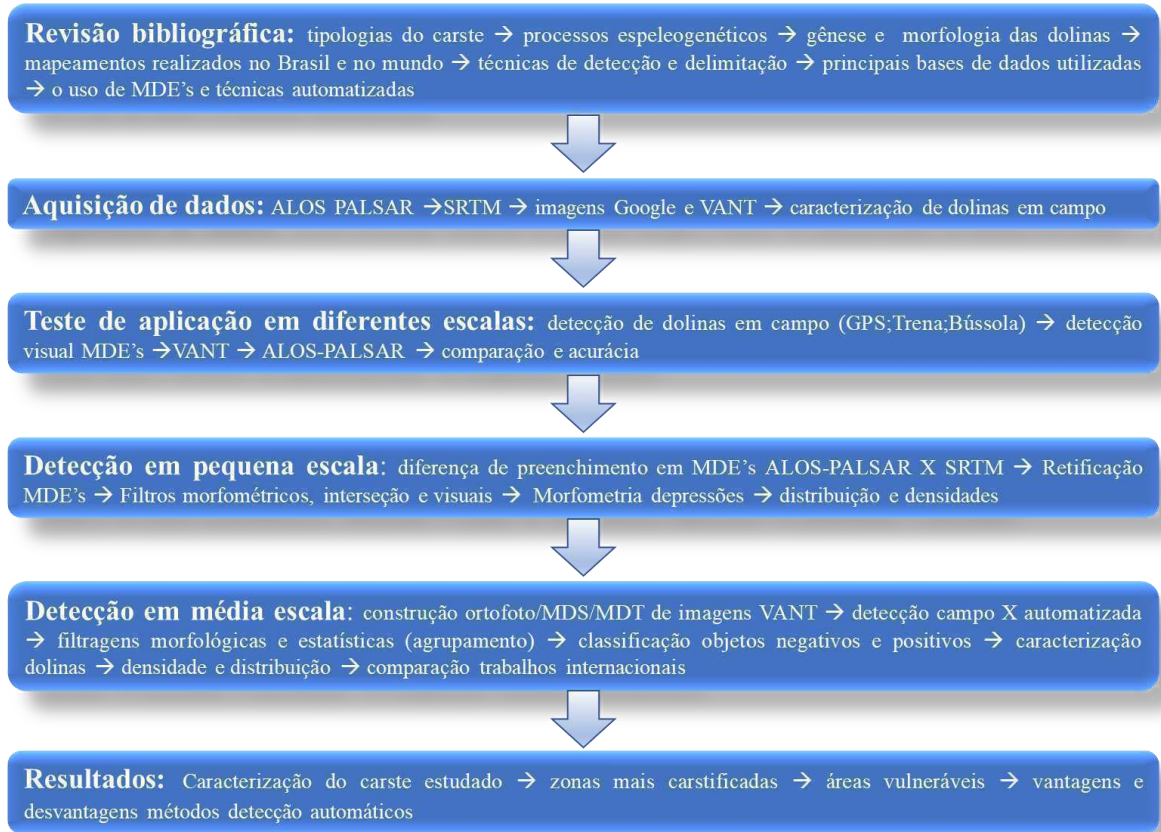 Revisão bibliográfica: tipologias do carste → processos espeleogenéticos → gênese e morfologia das dolinas →
mapeamentos realizados no Brasil e no mundo → técnicas de detecção e delimitação → principais bases de dados utilizadas
→ o uso de MDE's e técnicas automatizadas
Aquisição de dados: ALOS PALSAR →SRTM → imagens Google e VANT → caracterização de dolinas em campo
Teste de aplicação em diferentes escalas: detecção de dolinas em campo (GPS;Trena;Bússola) → detecção
visual MDE's →VANT → ALOS-PALSAR → comparação e acurácia
Detecção em pequena escala: diferença de preenchimento em MDE's ALOS-PALSAR X SRTM → Retificação
MDE's → Filtros morfométricos, interseção e visuais → Morfometria depressões → distribuição e densidades
Detecção em média escala: construção ortofoto/MDS/MDT de imagens VANT → detecção campo X automatizada
→ filtragens morfológicas e estatísticas (agrupamento) → classificação objetos negativos e positivos → caracterização
dolinas → densidade e distribuição → comparação trabalhos internacionais
Resultados: Caracterização do carste estudado → zonas mais carstificadas → áreas vulneráveis → vantagens e
desvantagens métodos detecção automáticos